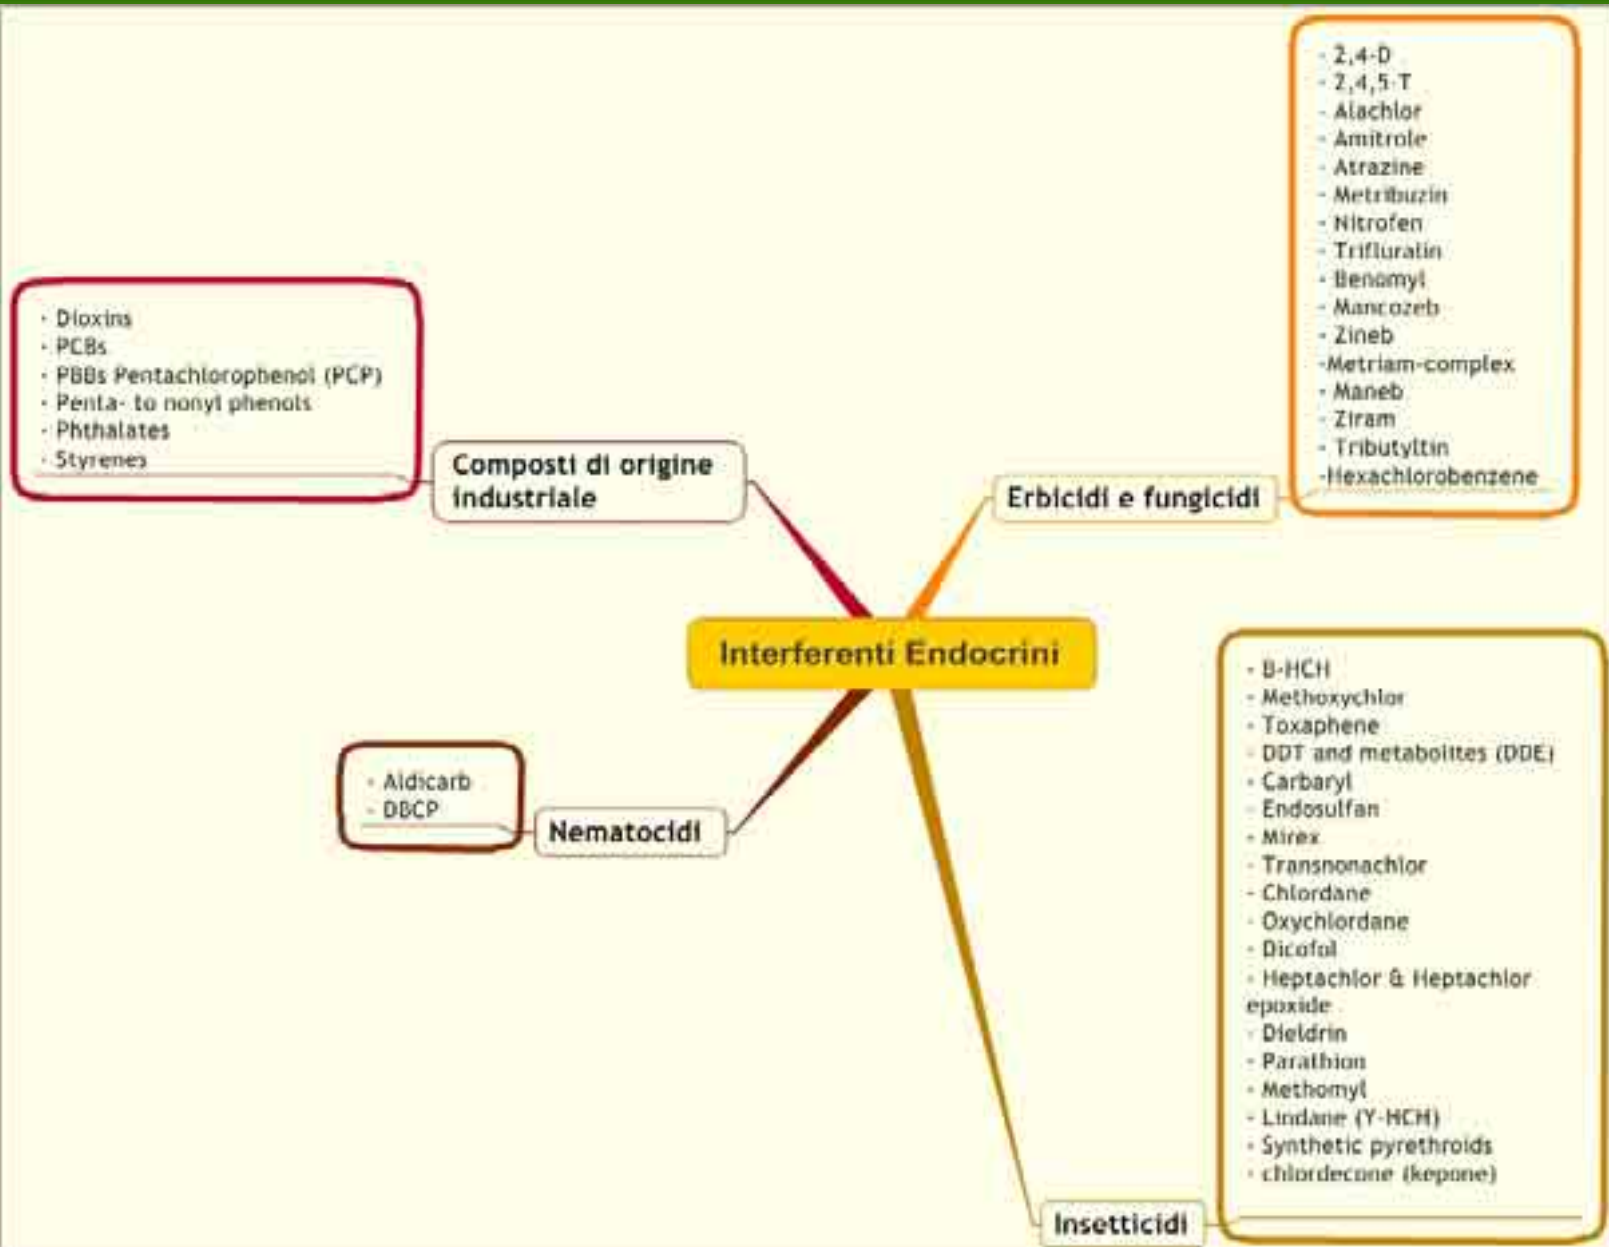 - 2,4-D
- 2,4,5-T
- Alachlor
- Amitrole
- Atrazine
- Metribuzin
- Nitrofen
- Trifluralin
- Benomyl
- Mancozeb
- Zineb
-Metriam-complex
- Maneb
- Ziram
- Tributyltin
-Hexachlorobenzene
Erbicidi e fungicidi
- Dioxins
- PCBs
- PBBs Pentachlorophenol (PCP)
- Penta- to nonyl phenols
- Phthalates
- Styrenes
Composti di origine
industriale
Interferenti Endocrini
- Aldicarb
- DBCP
Nematocidi
- B-HCH
- Methoxychlor
- Toxaphene
- DDT and metabolites (DDE)
- Carbaryl
- Endosulfan
- Mirex
- Transnonachlor
- Chlordane
- Oxychlordane
- Dicofol
- Heptachlor & Heptachlor
epoxide
- Dieldrin
- Parathion
- Methomyl
- Lindane (Y-HCH)
- Synthetic pyrethroids
- chlordecone (kepone)
Insetticidi